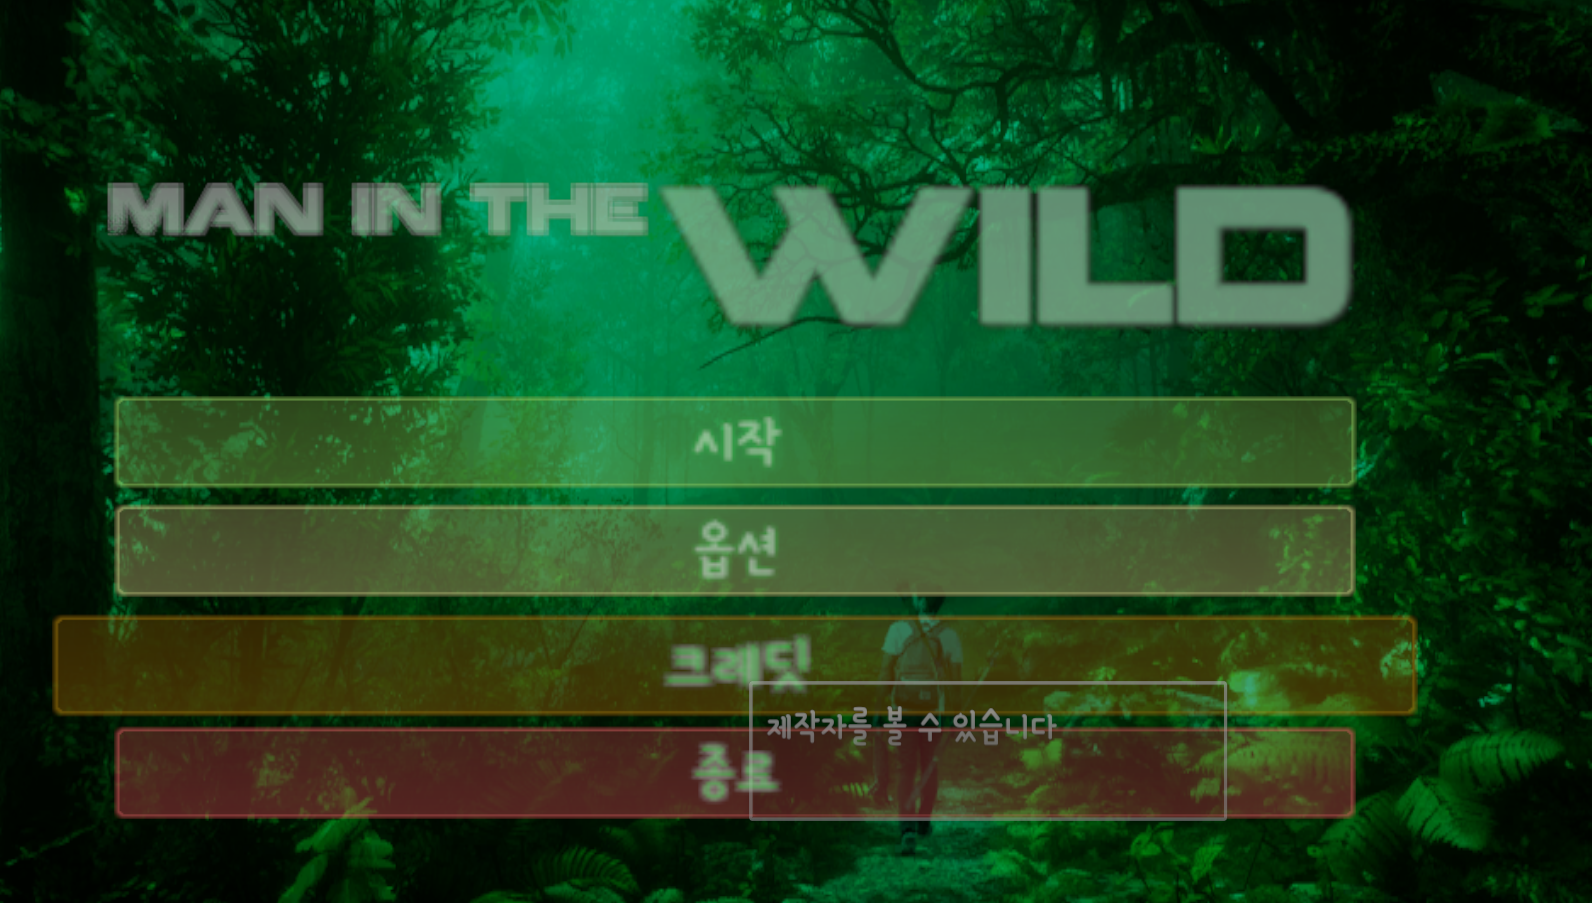 MAN IN THE WILD
시작
옵션
크레딧
제작자를 볼 수 있습니다
종료